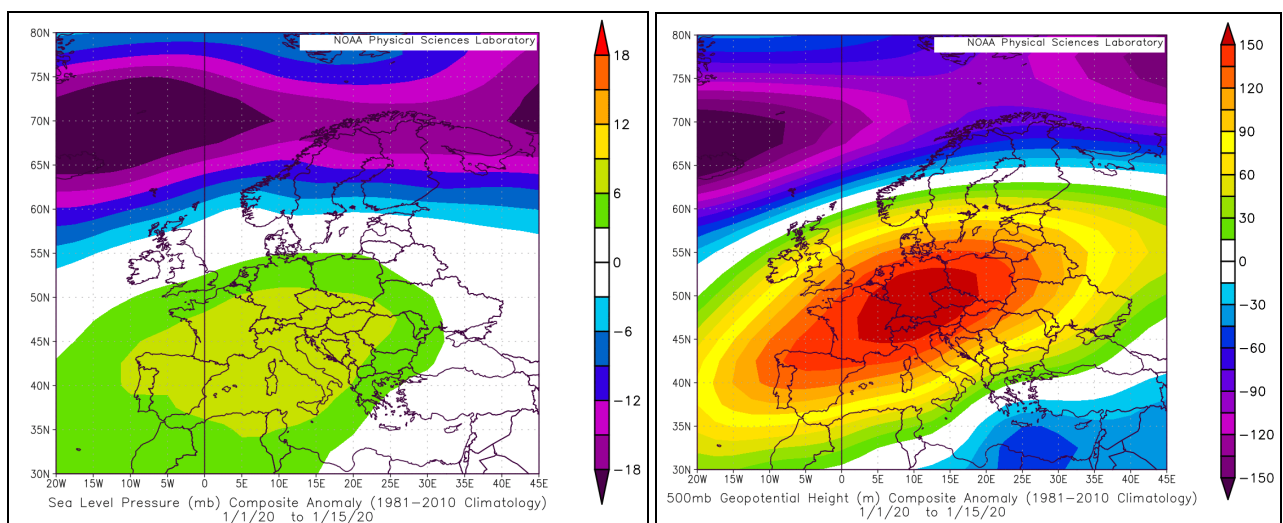 NOAA Physical Sciences Laboratory
80N
75N
70N
65N
60N
55N
50N
45N
40N
35N
30N
20W 15W 10W 5W 0 5E 10E 15E 20E 25E 30E 35E 40E 45E
18
12
6
0
−6
−12
−18
Sea Level Pressure (mb) Composite Anomaly (1981−2010 Climatology)
1/1/20 to 1/15/20
NOAA Physical Sciences Laboratory
80N
75N
70N
65N
60N
55N
50N
45N
40N
35N
30N
20W 15W 10W 5W 0 5E 10E 15E 20E 25E 30E 35E 40E 45E
150
120
90
60
30
0
−30
−60
−90
−120
−150
500mb Geopotential Height (m) Composite Anomaly (1981−2010 Climatology)
1/1/20 to 1/15/20